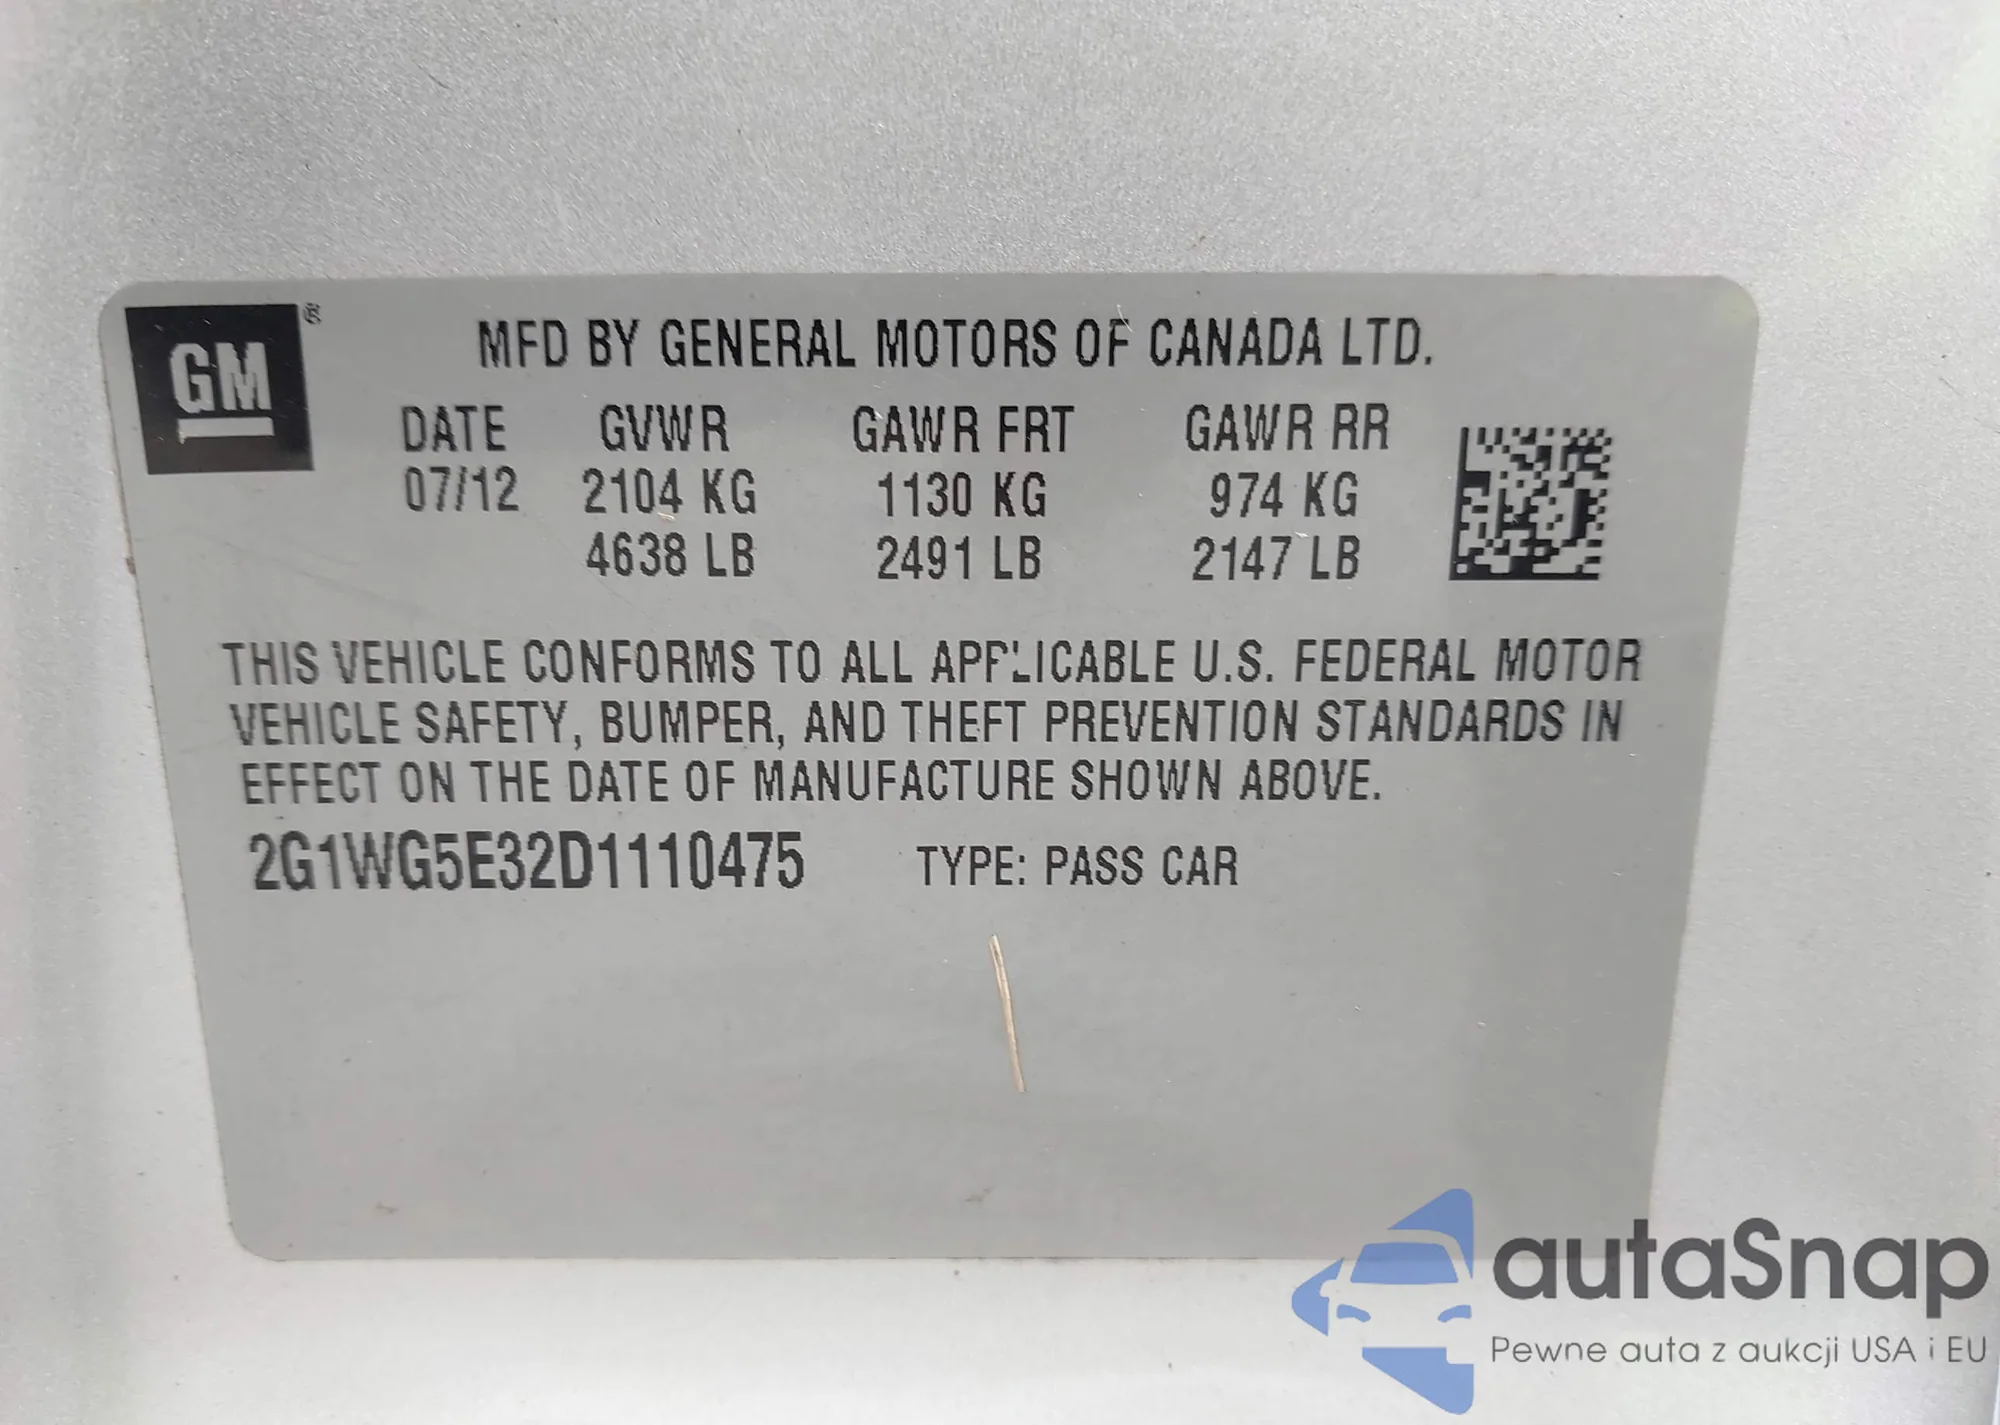 GM ®
MFD BY GENERAL MOTORS OF CANADA LTD.
DATE GVWR GAWR FRT GAWR RR
07/12 2104 KG 1130 KG 974 KG
4638 LB 2491 LB 2147 LB
THIS VEHICLE CONFORMS TO ALL APPLICABLE U.S. FEDERAL MOTOR
VEHICLE SAFETY, BUMPER, AND THEFT PREVENTION STANDARDS IN
EFFECT ON THE DATE OF MANUFACTURE SHOWN ABOVE.
2G1WG5E32D1110475 TYPE: PASS CAR
autaSnap
Pewne auta z aukcji USA i EU